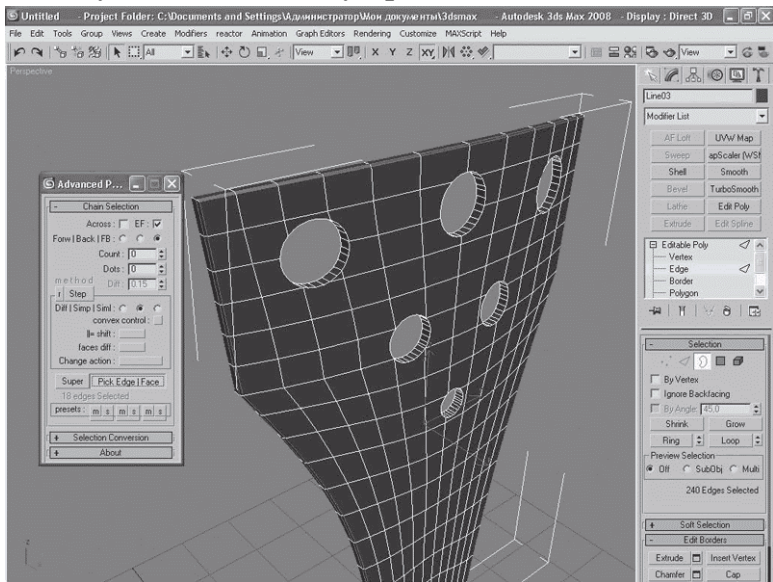 Untitled - Project Folder: C:\Documents and Settings\Администратор\Мои документы\3dsmax - Autodesk 3ds Max 2008 - Display : Direct 3D
File Edit Tools Group Views Create Modifiers reactor Animation Graph Editors Rendering Customize MAXScript Help
All View X Y Z XY View
Perspective
Line03
Modifier List
AF Loft UVW Map
Sweep apScaler (WSM
Shell Smooth
Bevel TurboSmooth
Lathe Edit Poly
Extrude Edit Spline
Editable Poly
Vertex
Edge
Border
Polygon
Selection
By Vertex
Ignore Backfacing
By Angle: 45.0
Shrink Grow
Ring Loop
Preview Selection
Off SubObj Multi
240 Edges Selected
Soft Selection
Edit Borders
Extrude Insert Vertex
Chamfer Cap
Advanced P...
Chain Selection
Across: EF:
Forw | Back | FB:
Count: 0
Dots: 0
method Diff: 0.15
Step
Diff | Simp | Siml:
convex control:
ll= shift:
faces diff:
Change action:
Super Pick Edge | Face
18 edges Selected
presets: m s m s m s
Selection Conversion
About
z